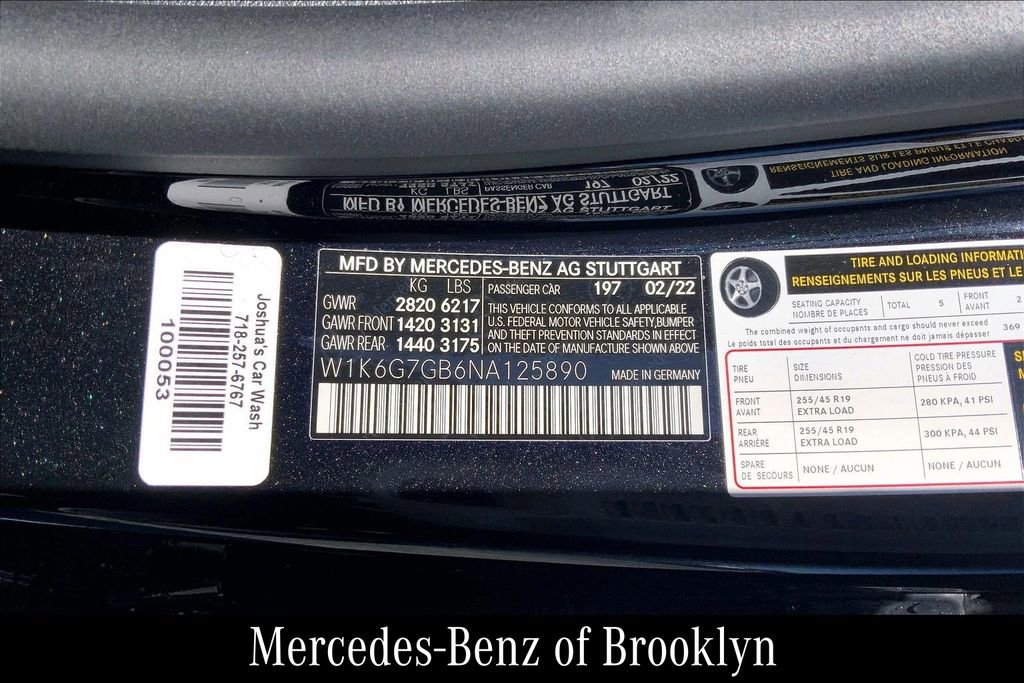 MFD BY MERCEDES-BENZ AG STUTTGART
KG LBS PASSENGER CAR 197 02/22
GWR 2820 6217
GAWR FRONT 1420 3131
GAWR REAR 1440 3175
THIS VEHICLE CONFORMS TO ALL APPLICABLE
U.S. FEDERAL MOTOR VEHICLE SAFETY,BUMPER,
AND THEFT PREVENTION STANDARDS IN EFFECT
ON THE DATE OF MANUFACTURE SHOWN ABOVE
W1K6G7GB6NA125890 MADE IN GERMANY
Joshua's Car Wash
718-257-6767
100053
TIRE AND LOADING
RENSEIGNEMENTS SUR LES PNEUS ET LE
SEATING CAPACITY
NOMBRE DE PLACES
TOTAL 5
FRONT
AVANT
2
The combined weight of occupants and cargo should never exceed
Le poids total des occupants et du chargement ne doit jamais dépasser
369
TIRE
PNEU
SIZE
DIMENSIONS
COLD TIRE PRESSURE
PRESSION DES
PNEUS À FROID
FRONT
AVANT
255/45 R19
EXTRA LOAD
280 KPA, 41 PSI
REAR
ARRIÈRE
255/45 R19
EXTRA LOAD
300 KPA, 44 PSI
SPARE
DE SECOURS
NONE / AUCUN
NONE / AUCUN
Mercedes-Benz of Brooklyn